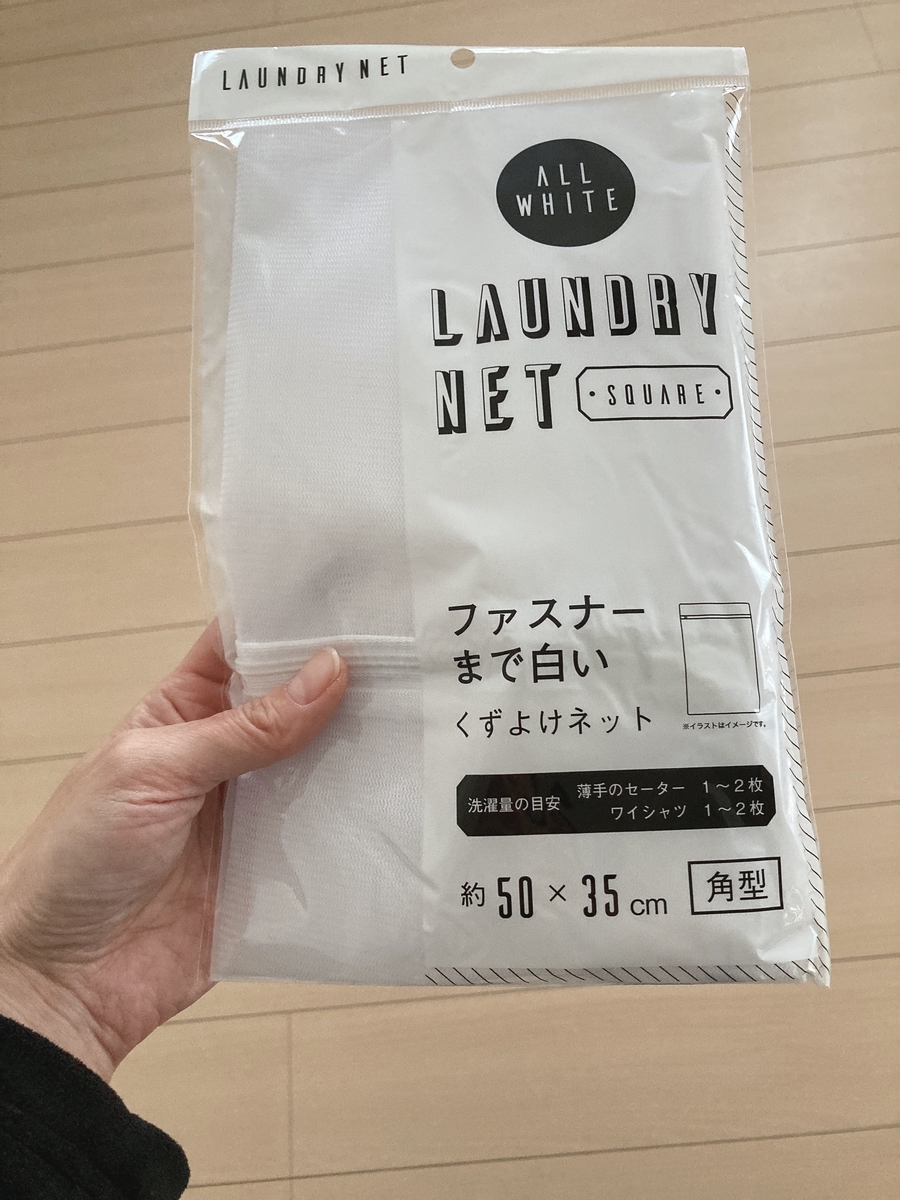 LAUNDRY NET
ALL
WHITE
LAUNDRY
NET ・SQUARE・
ファスナー
まで白い
くずよけネット
※イラストはイメージです。
洗濯量の目安 薄手のセーター 1〜2枚
ワイシャツ 1〜2枚
約50×35cm 角型